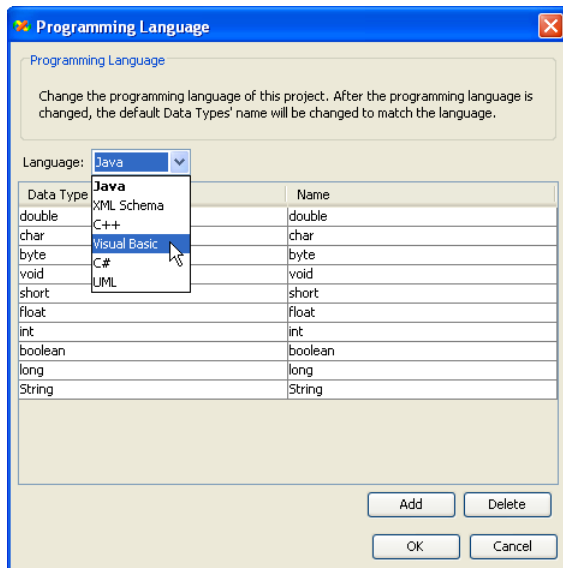 Programming Language
Programming Language
Change the programming language of this project. After the programming language is
changed, the default Data Types' name will be changed to match the language.
Language: Java
Java
XML Schema
C++
Visual Basic
C#
UML
Data Type Name
double double
char char
byte byte
void void
short short
float float
int int
boolean boolean
long long
String String
Add Delete
OK Cancel